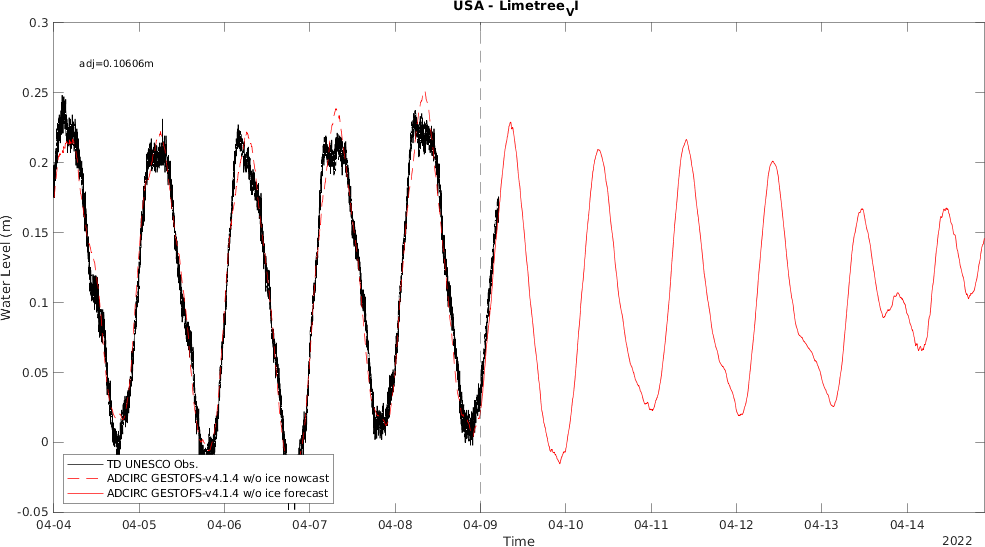 USA - Limetree_VI
0.3
0.25
0.2
0.15
0.1
0.05
0
-0.05
Water Level (m)
adj=0.10606m
TD UNESCO Obs.
ADCIRC GESTOFS-v4.1.4 w/o ice nowcast
ADCIRC GESTOFS-v4.1.4 w/o ice forecast
04-04 04-05 04-06 04-07 04-08 04-09 04-10 04-11 04-12 04-13 04-14
Time
2022